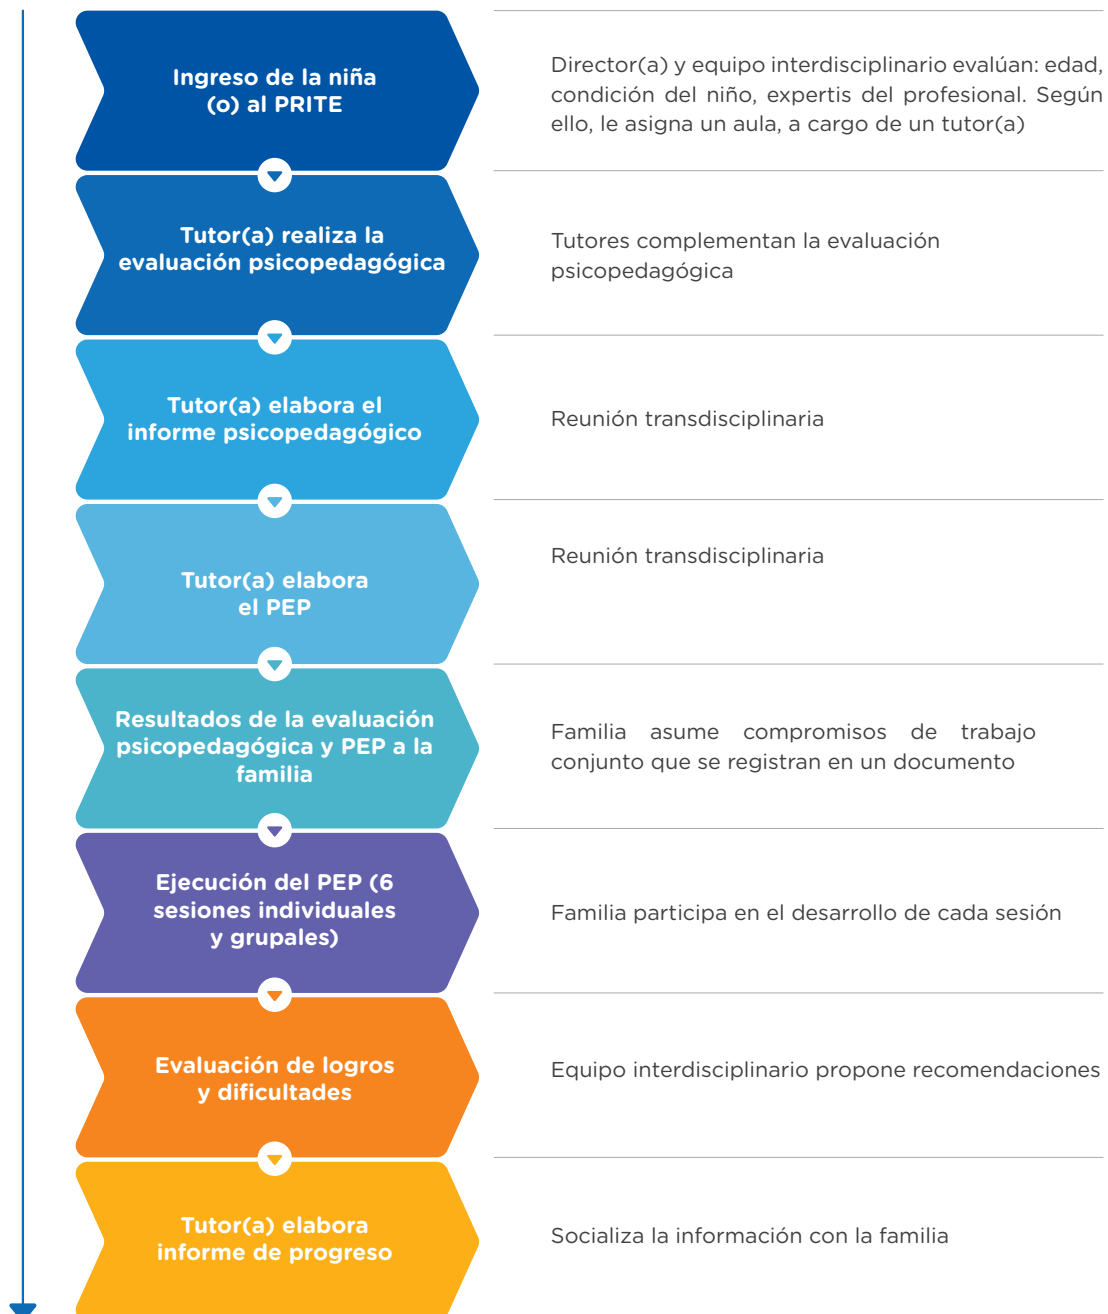 Ingreso de la niña
(o) al PRITE
Director(a) y equipo interdisciplinario evalúan: edad,
condición del niño, expertis del profesional. Según
ello, le asigna un aula, a cargo de un tutor(a)
Tutor(a) realiza la
evaluación psicopedagógica
Tutores complementan la evaluación
psicopedagógica
Tutor(a) elabora el
informe psicopedagógico
Reunión transdisciplinaria
Tutor(a) elabora
el PEP
Reunión transdisciplinaria
Resultados de la evaluación
psicopedagógica y PEP a la
familia
Familia asume compromisos de trabajo
conjunto que se registran en un documento
Ejecución del PEP (6
sesiones individuales
y grupales)
Familia participa en el desarrollo de cada sesión
Evaluación de logros
y dificultades
Equipo interdisciplinario propone recomendaciones
Tutor(a) elabora
informe de progreso
Socializa la información con la familia